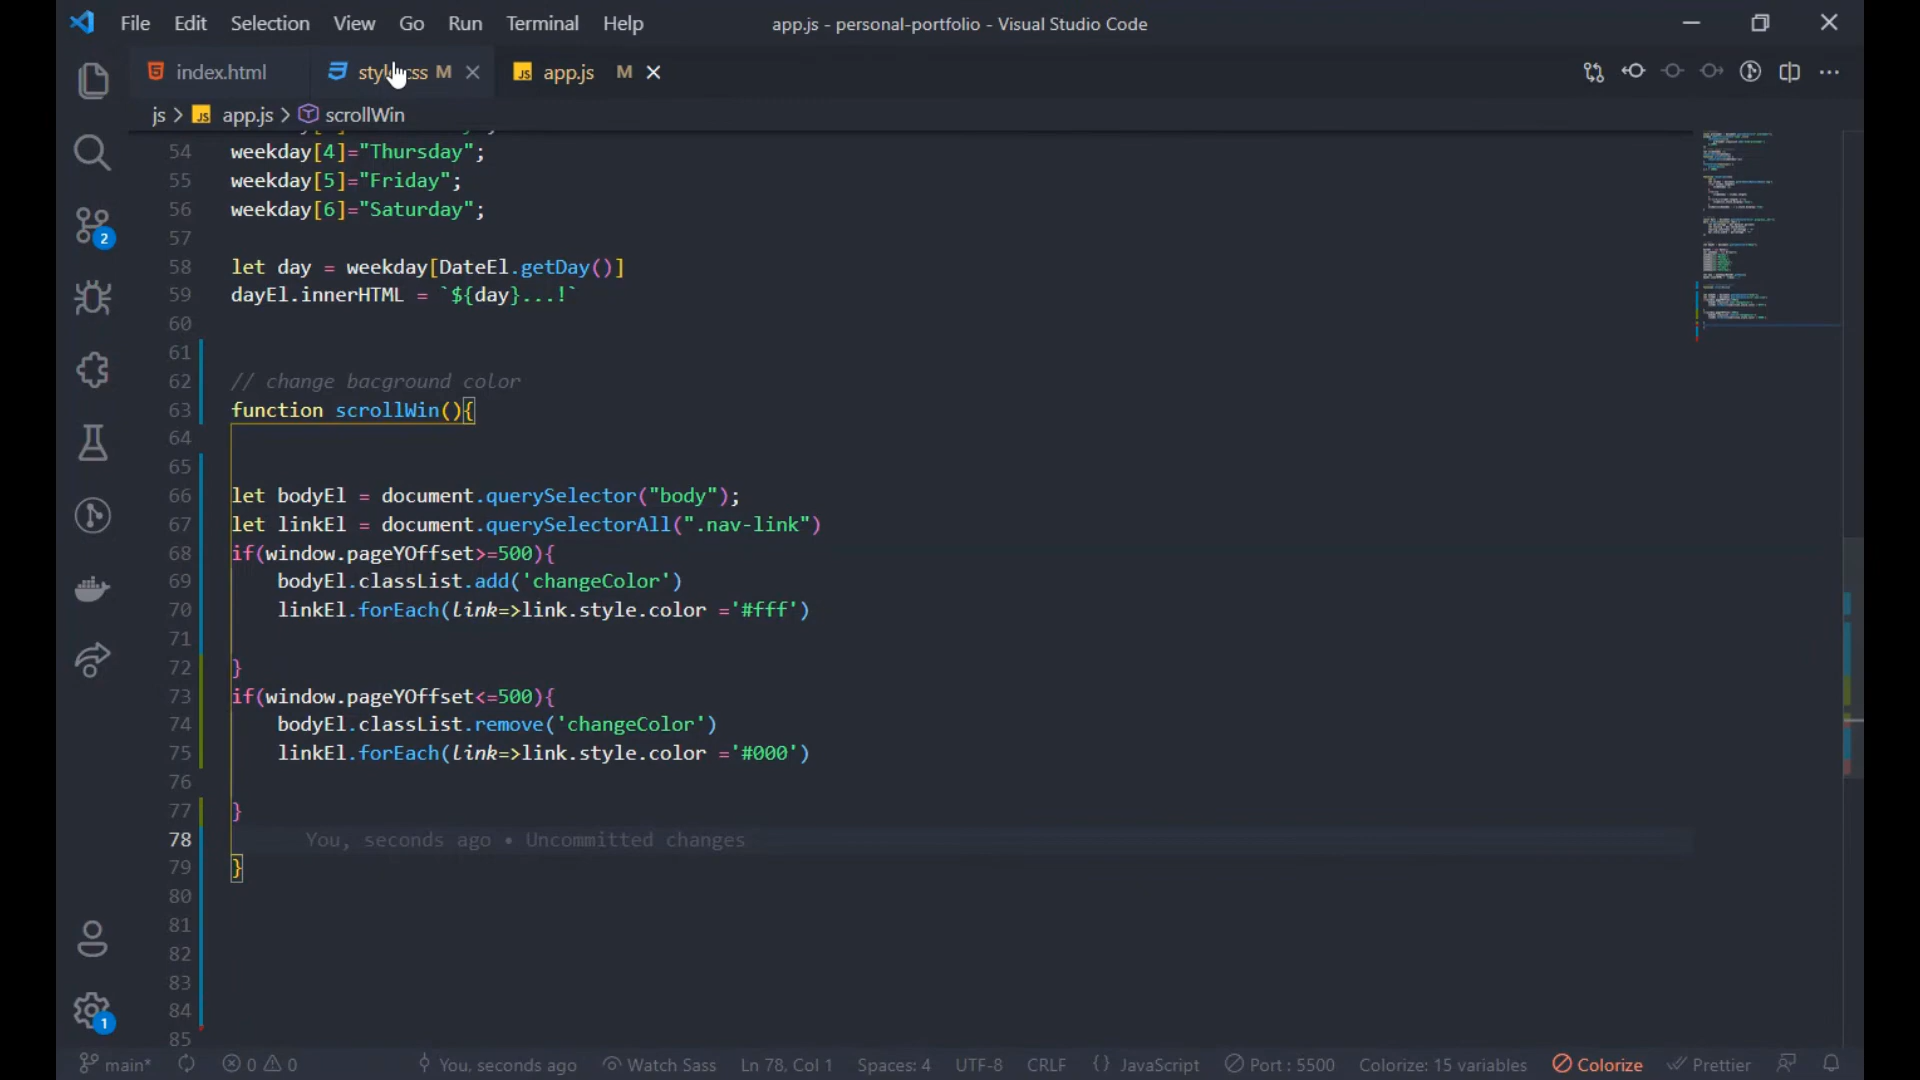 File Edit Selection View Go Run Terminal Help app.js - personal-portfolio - Visual Studio Code
index.html style.css M app.js M
js > app.js > scrollWin
54 weekday[4]="Thursday";
55 weekday[5]="Friday";
56 weekday[6]="Saturday";
57
58 let day = weekday[DateEl.getDay()]
59 dayEl.innerHTML = `${day}...!`
60
61
62 // change bacground color
63 function scrollWin(){
64
65
66 let bodyEl = document.querySelector("body");
67 let linkEl = document.querySelectorAll(".nav-link")
68 if(window.pageYOffset>=500){
69 bodyEl.classList.add('changeColor')
70 linkEl.forEach(link=>link.style.color ='#fff')
71
72 }
73 if(window.pageYOffset<=500){
74 bodyEl.classList.remove('changeColor')
75 linkEl.forEach(link=>link.style.color ='#000')
76
77 }
78 You, seconds ago • Uncommitted changes
79 }
80
81
82
83
84
85
2
1
main* 0 0 You, seconds ago Watch Sass Ln 78, Col 1 Spaces: 4 UTF-8 CRLF {} JavaScript Port : 5500 Colorize: 15 variables Colorize Prettier